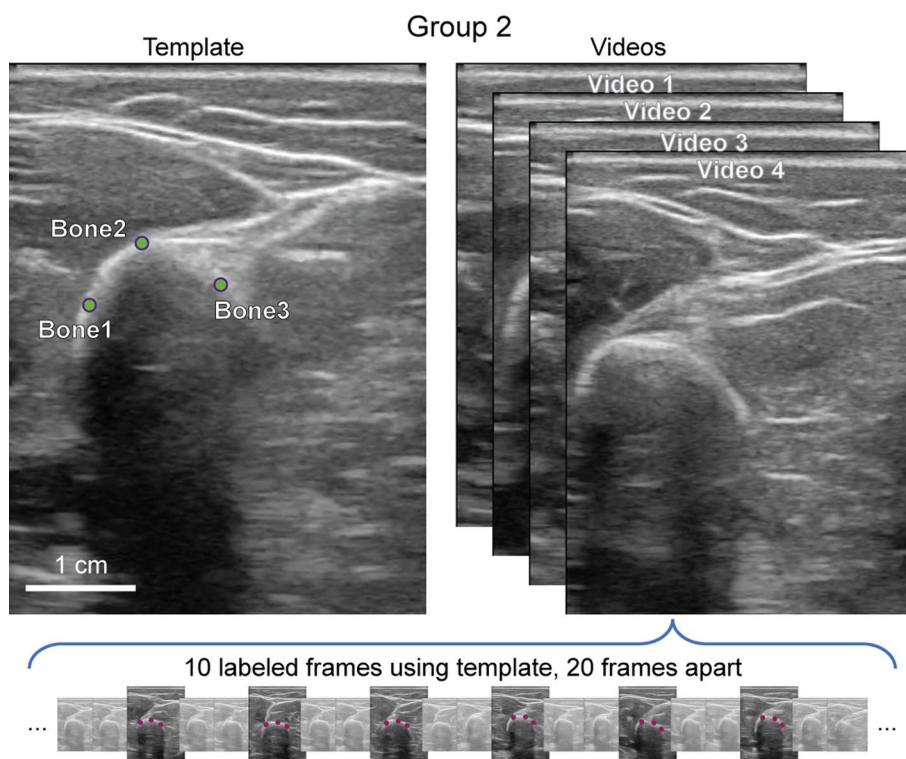 Group 2
Template
Videos
Video 1
Video 2
Video 3
Video 4
Bone2
Bone1
Bone3
1 cm
10 labeled frames using template, 20 frames apart
...
...